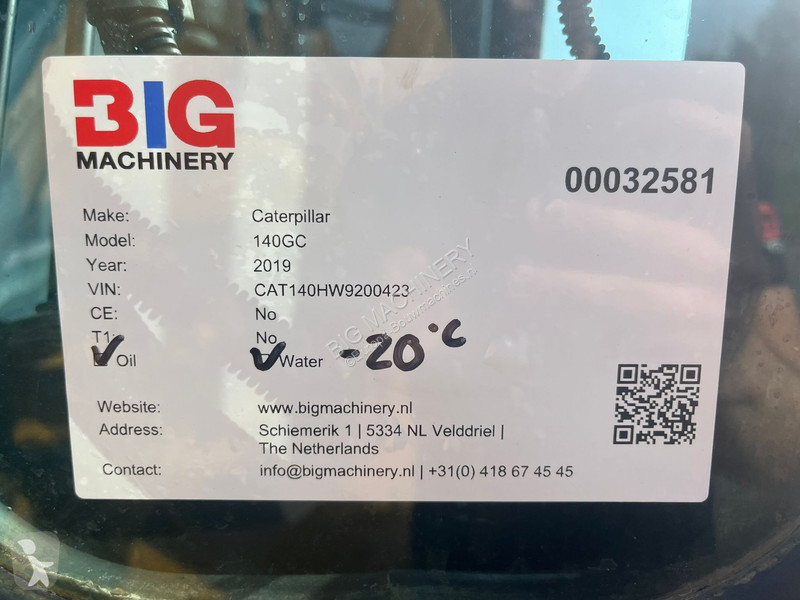 BIG
MACHINERY
00032581
Make: Caterpillar
Model: 140GC
Year: 2019
VIN: CAT140HW9200423
CE: No
T1: No
Oil Water -20°C
Website: www.bigmachinery.nl
Address: Schiemerik 1 | 5334 NL Velddriel |
The Netherlands
Contact: info@bigmachinery.nl | +31(0) 418 67 45 45
BIG MACHINERY